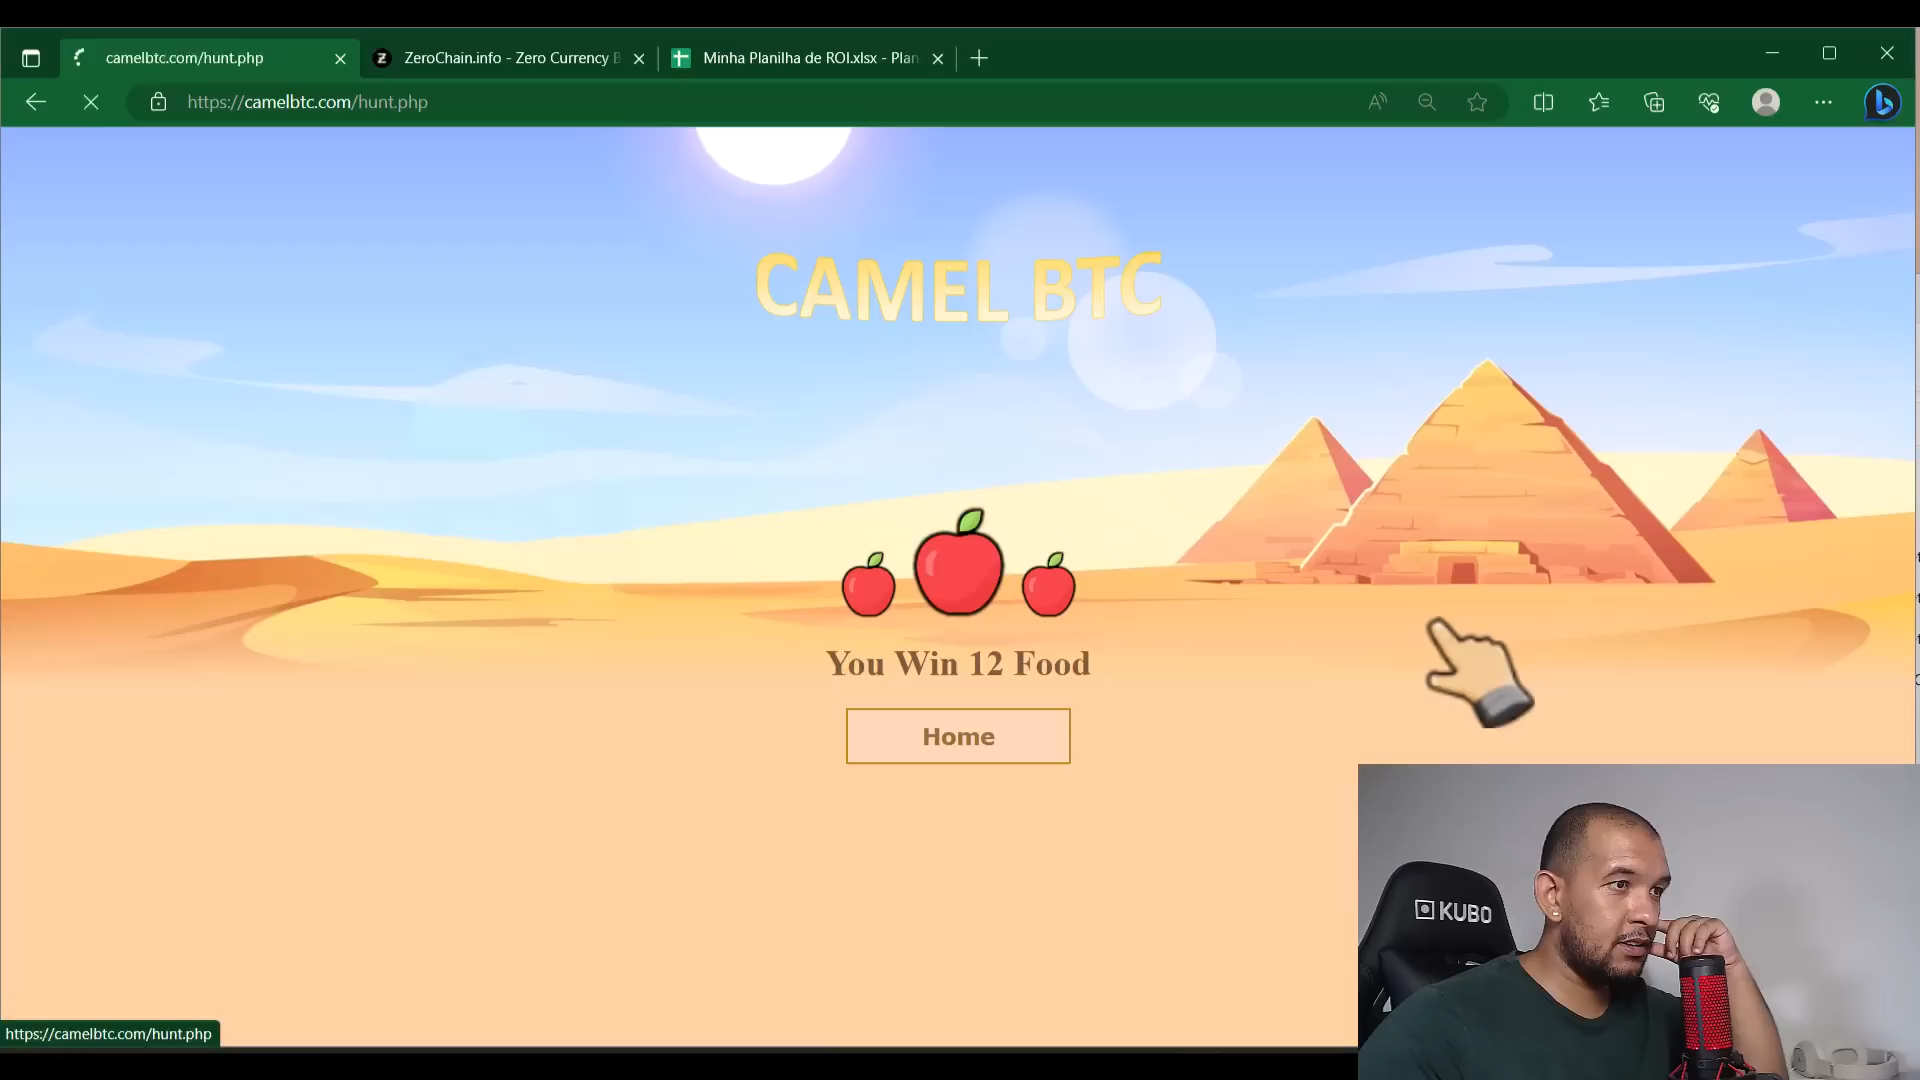 camelbtc.com/hunt.php
ZeroChain.info - Zero Currency B
Minha Planilha de ROI.xlsx - Plan
https://camelbtc.com/hunt.php
CAMEL BTC
You Win 12 Food
Home
KUBO
https://camelbtc.com/hunt.php